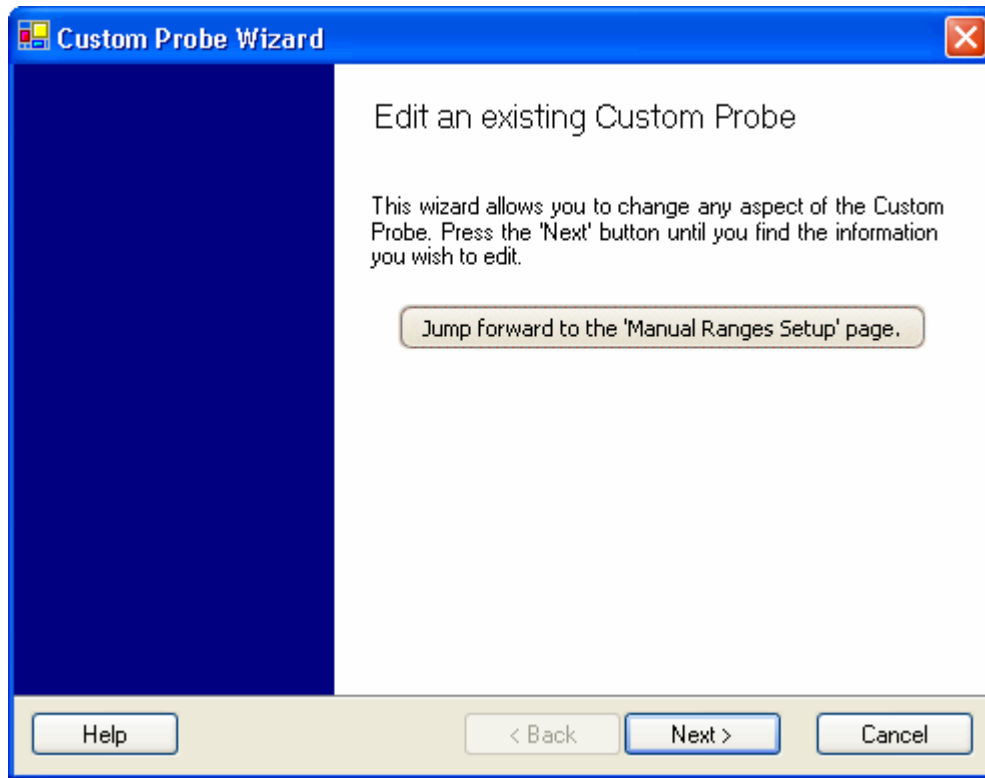 Custom Probe Wizard
Edit an existing Custom Probe
This wizard allows you to change any aspect of the Custom
Probe. Press the 'Next' button until you find the information
you wish to edit.
Jump forward to the 'Manual Ranges Setup' page.
Help
< Back
Next >
Cancel